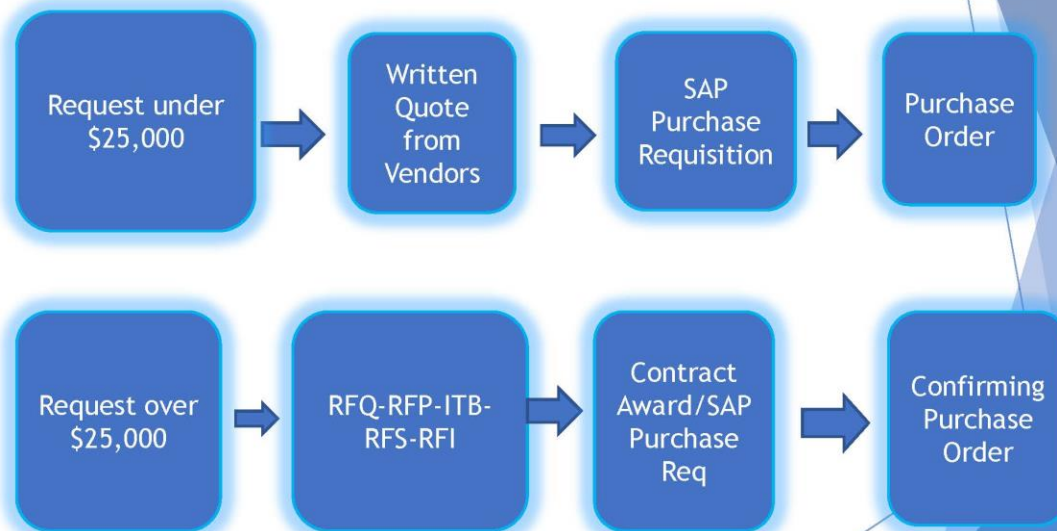 Request under
$25,000
Written
Quote
from
Vendors
SAP
Purchase
Requisition
Purchase
Order
Request over
$25,000
RFQ-RFP-ITB-
RFS-RFI
Contract
Award/SAP
Purchase
Req
Confirming
Purchase
Order